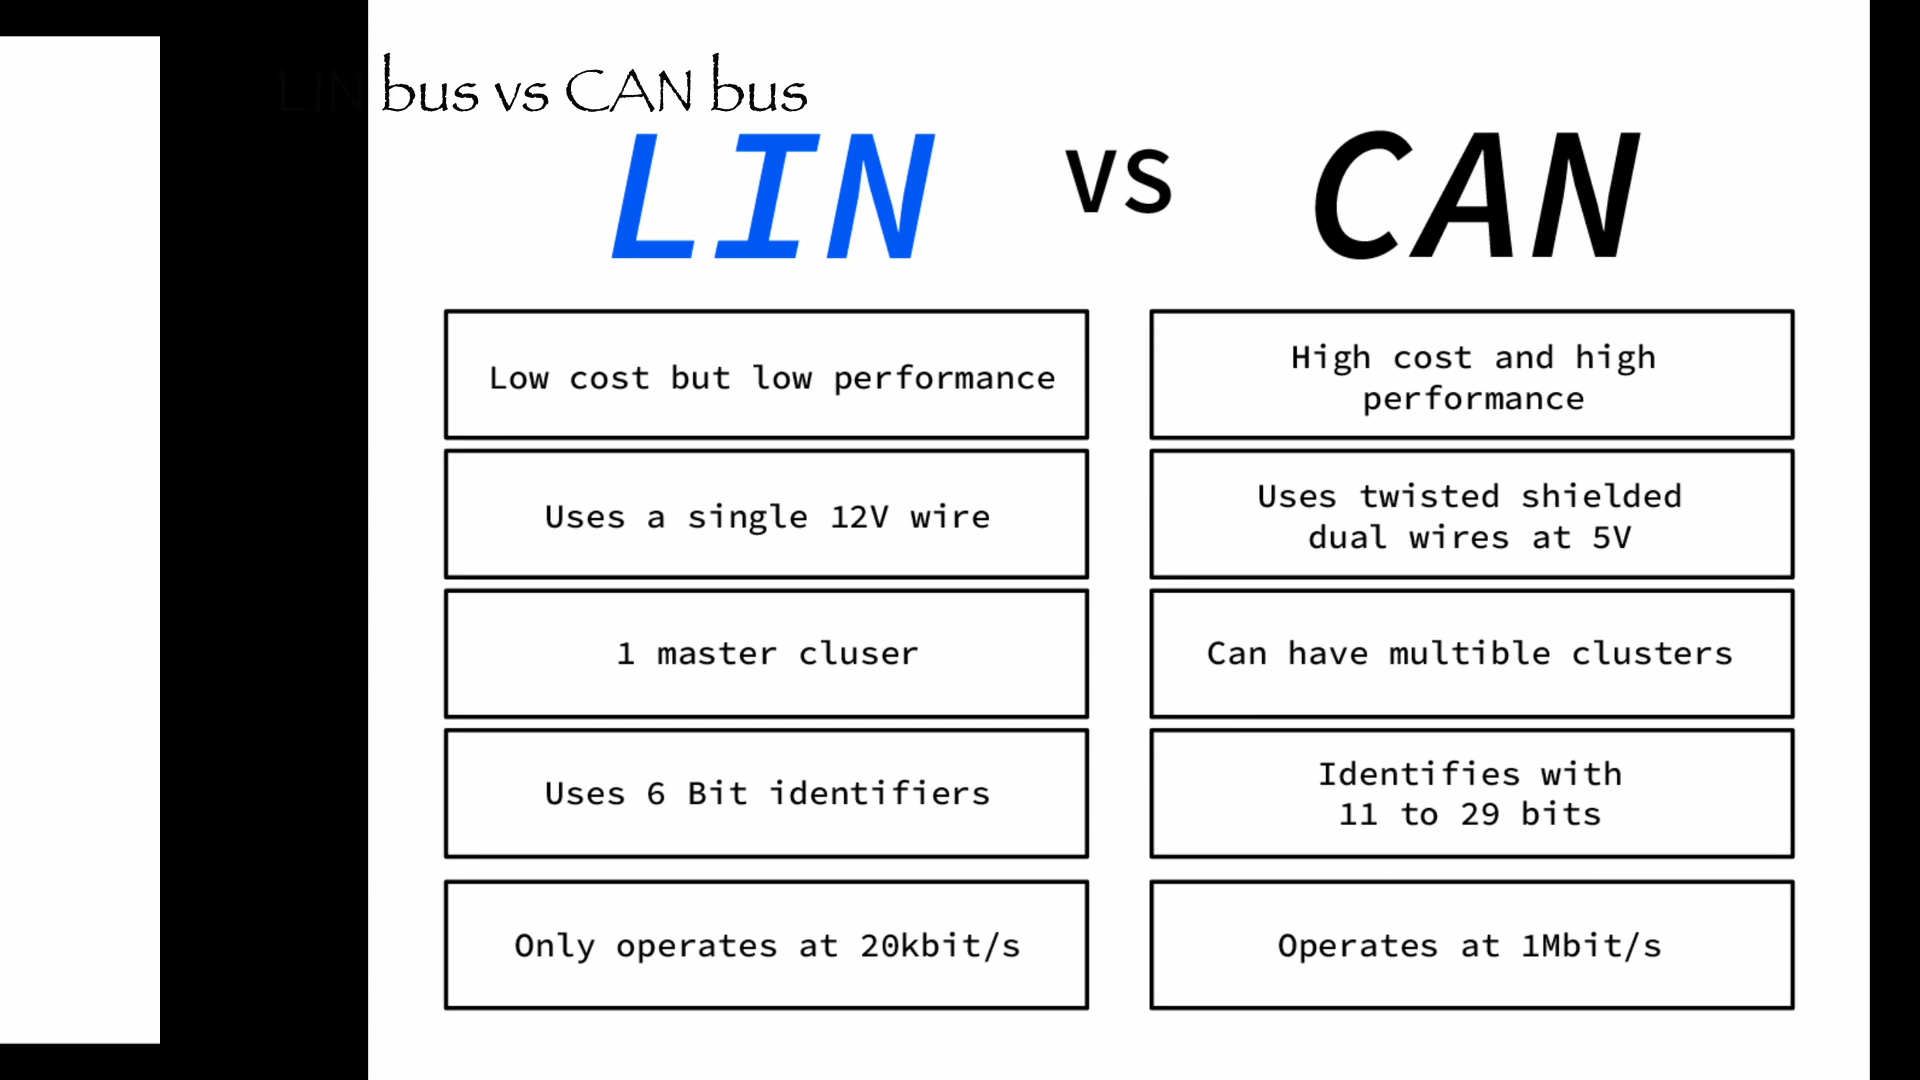 LIN bus vs CAN bus
LIN vs CAN
Low cost but low performance
High cost and high
performance
Uses a single 12V wire
Uses twisted shielded
dual wires at 5V
1 master cluser
Can have multible clusters
Uses 6 Bit identifiers
Identifies with
11 to 29 bits
Only operates at 20kbit/s
Operates at 1Mbit/s